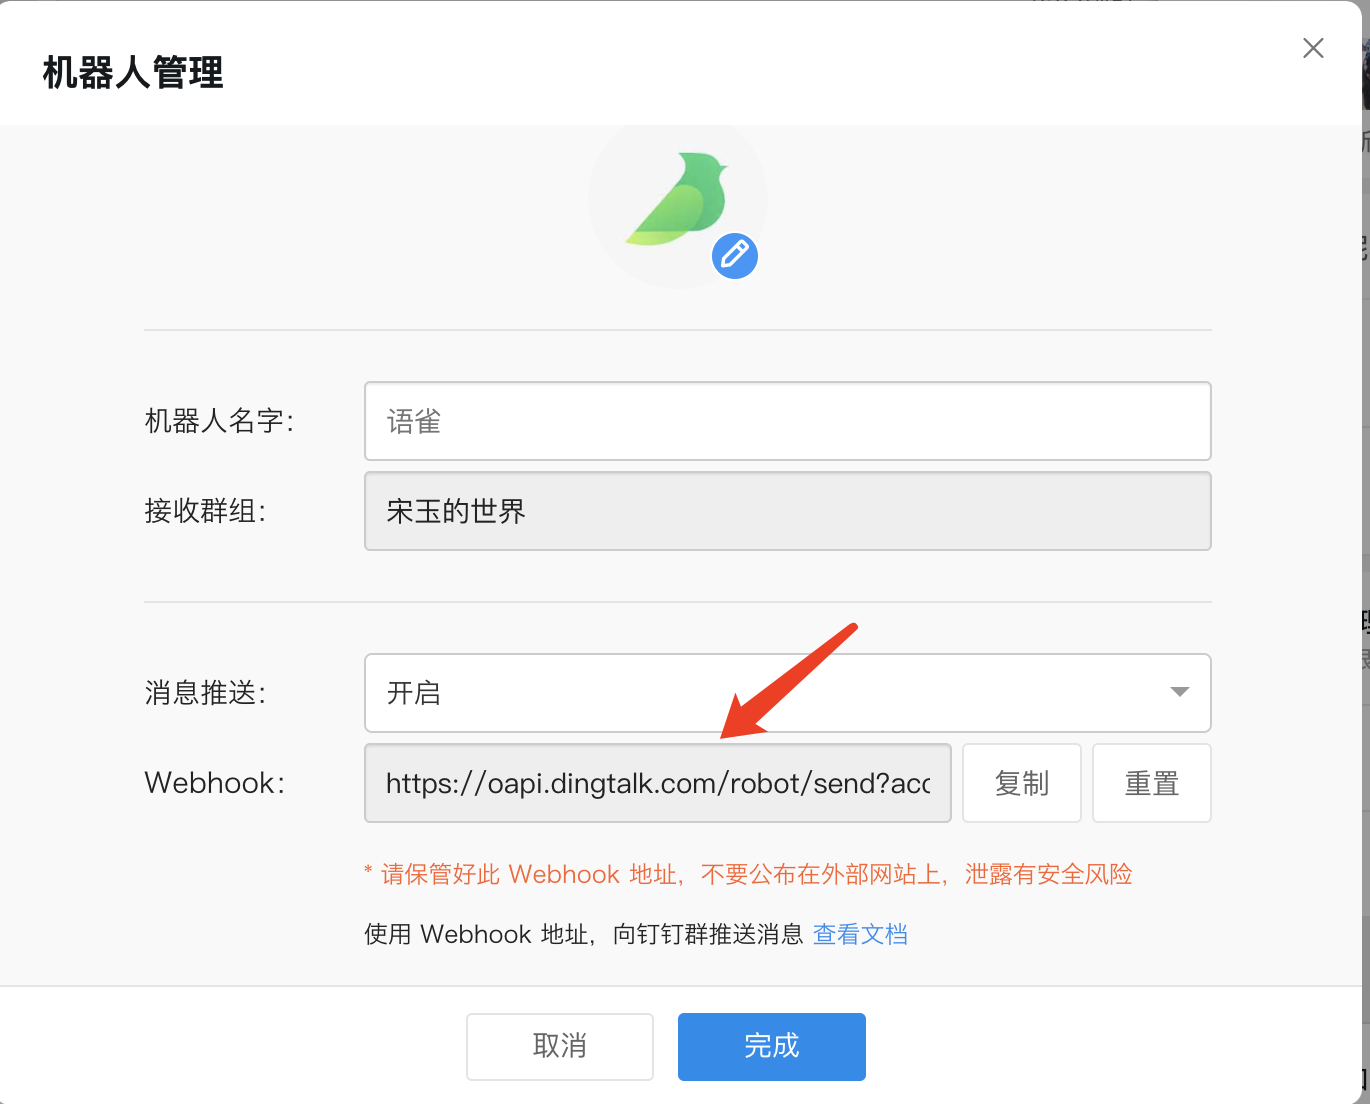 机器人管理
机器人名字: 语雀
接收群组: 宋玉的世界
消息推送: 开启
Webhook: https://oapi.dingtalk.com/robot/send?acc 复制 重置
* 请保管好此 Webhook 地址，不要公布在外部网站上，泄露有安全风险
使用 Webhook 地址，向钉钉群推送消息 查看文档
取消 完成